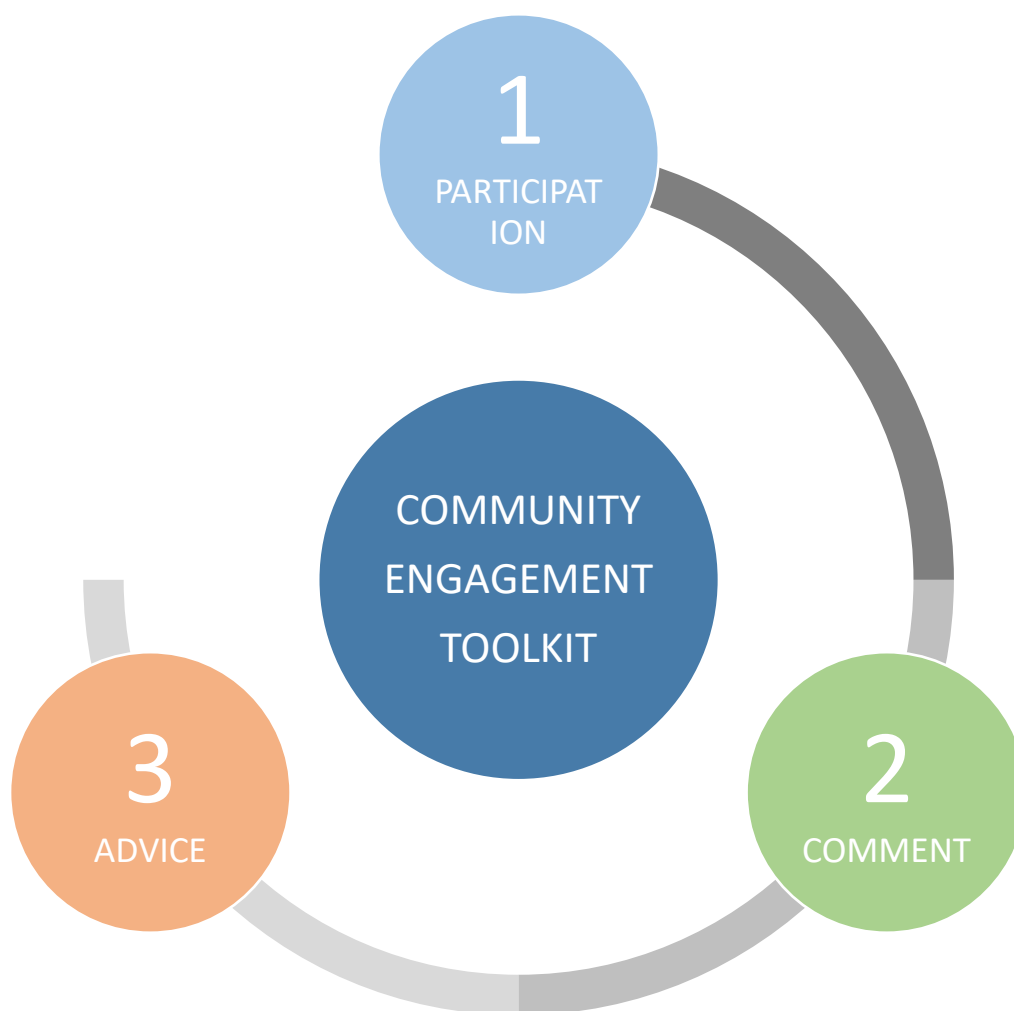 1
PARTICIPAT
ION
COMMUNITY
ENGAGEMENT
TOOLKIT
3
ADVICE
2
COMMENT